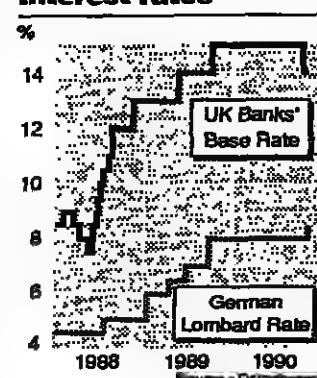 Interest rates
%
14
12
10
8
6
4
UK Banks'
Base Rate
German
Lombard Rate
1988 1989 1990